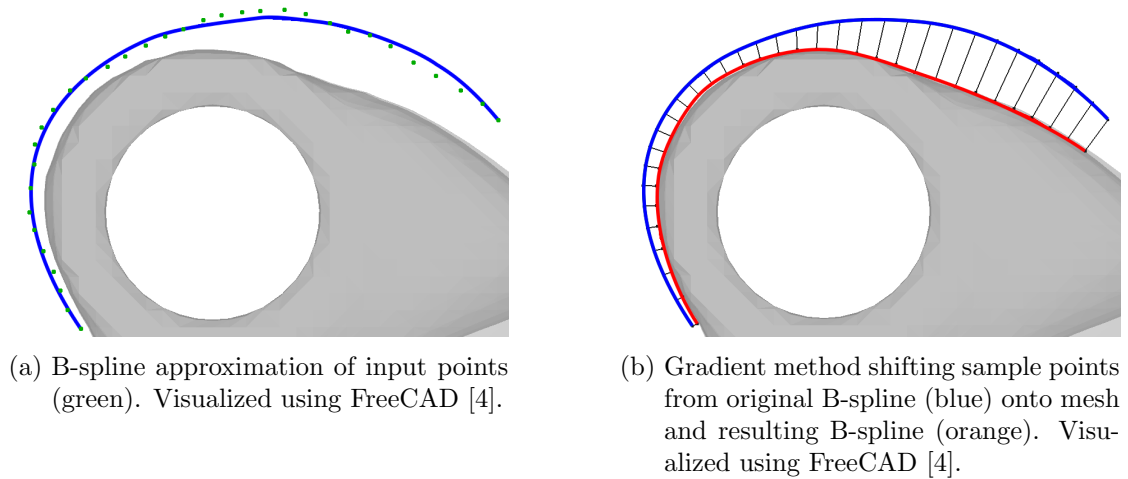 (a) B-spline approximation of input points
(green). Visualized using FreeCAD [4].
(b) Gradient method shifting sample points
from original B-spline (blue) onto mesh
and resulting B-spline (orange). Visu-
alized using FreeCAD [4].